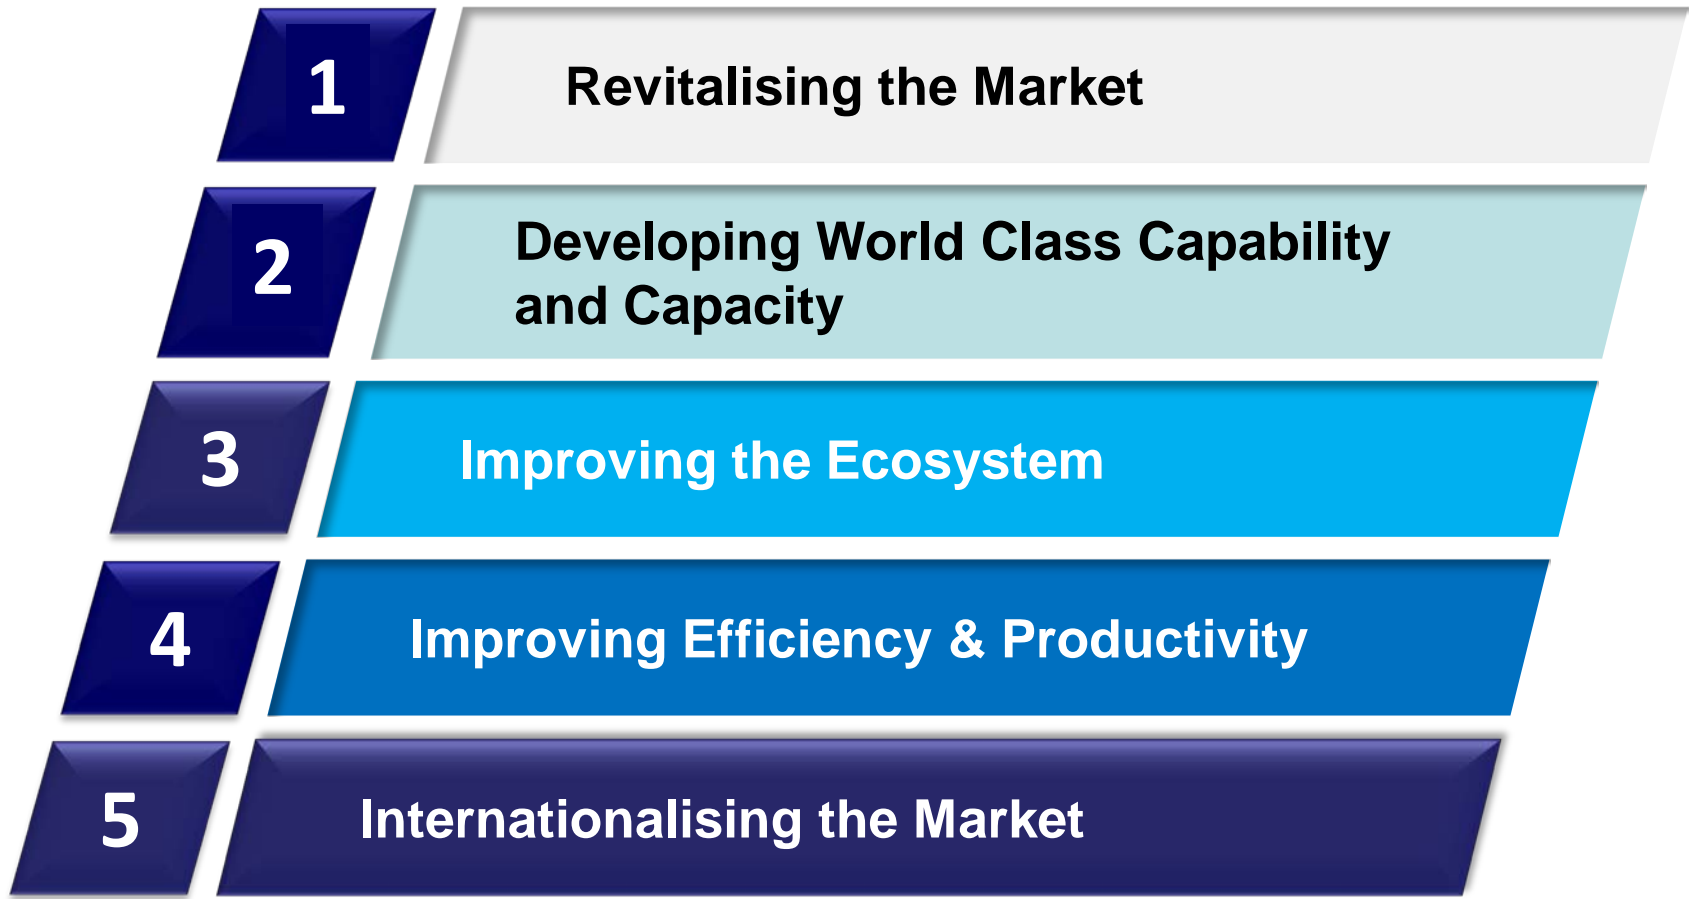 1
Revitalising the Market
2
Developing World Class Capability
and Capacity
3
Improving the Ecosystem
4
Improving Efficiency & Productivity
5
Internationalising the Market